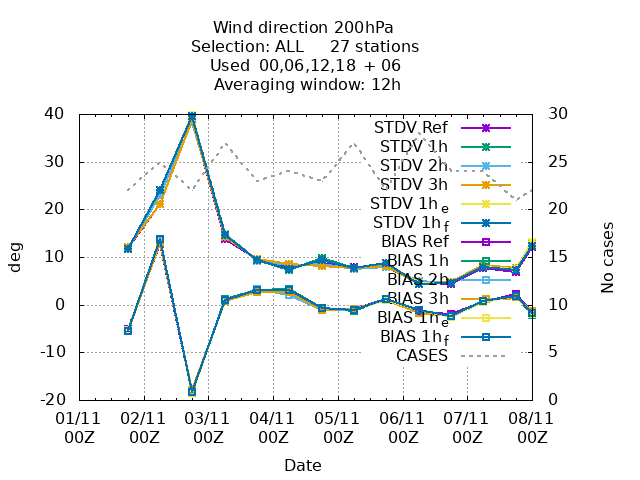 Wind direction 200hPa
Selection: ALL 27 stations
Used 00,06,12,18 + 06
Averaging window: 12h
40
30
20
10
0
-10
-20
deg
30
25
20
15
10
5
0
No cases
STDV Ref
STDV 1h
STDV 2h
STDV 3h
STDV 1h_e
STDV 1h_f
BIAS Ref
BIAS 1h
BIAS 2h
BIAS 3h
BIAS 1h_e
BIAS 1h_f
CASES
01/11 02/11 03/11 04/11 05/11 06/11 07/11 08/11
00Z 00Z 00Z 00Z 00Z 00Z 00Z 00Z
Date